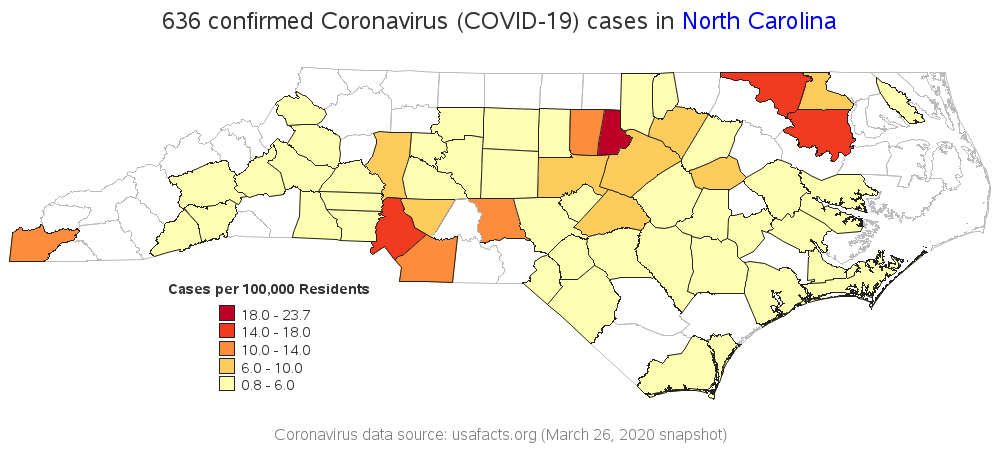 636 confirmed Coronavirus (COVID-19) cases in North Carolina
Cases per 100,000 Residents
18.0 - 23.7
14.0 - 18.0
10.0 - 14.0
6.0 - 10.0
0.8 - 6.0
Coronavirus data source: usafacts.org (March 26, 2020 snapshot)